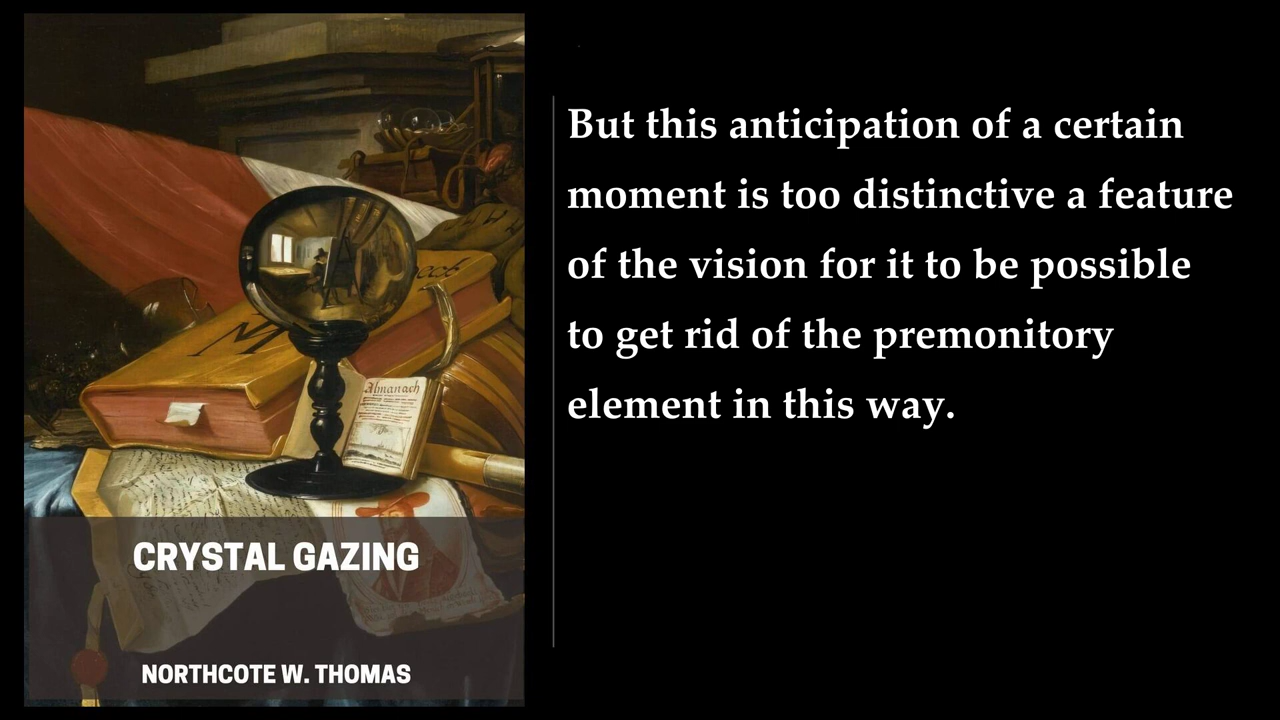 But this anticipation of a certain
moment is too distinctive a feature
of the vision for it to be possible
to get rid of the premonitory
element in this way.
M
Almanach
CRYSTAL GAZING
NORTHCOTE W. THOMAS